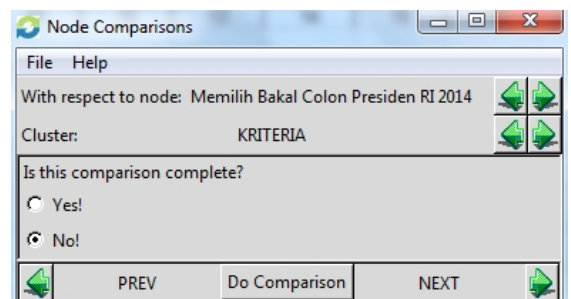 Node Comparisons
File Help
With respect to node: Memilih Bakal Colon Presiden RI 2014
Cluster: KRITERIA
Is this comparison complete?
Yes!
No!
PREV Do Comparison NEXT